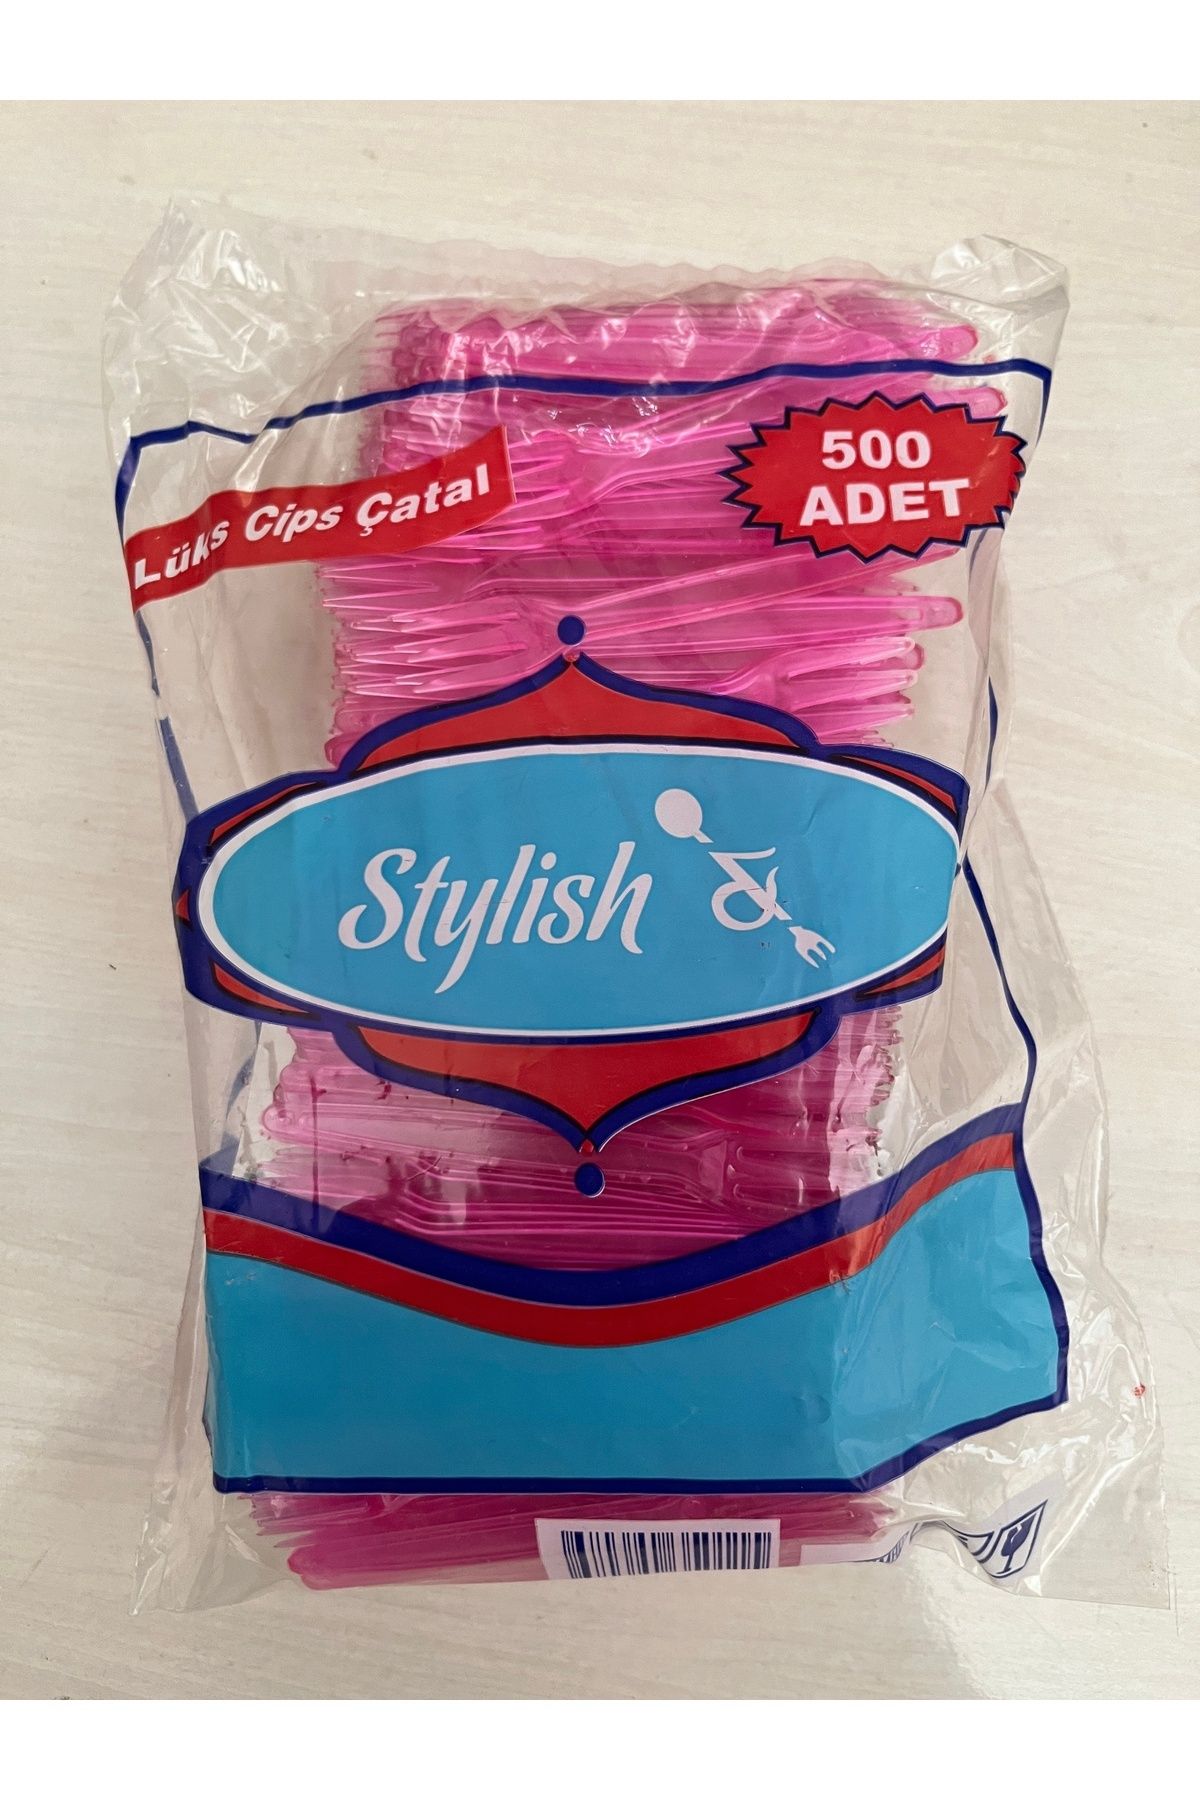 Lüks Cips Çatal
500
ADET
Stylish &